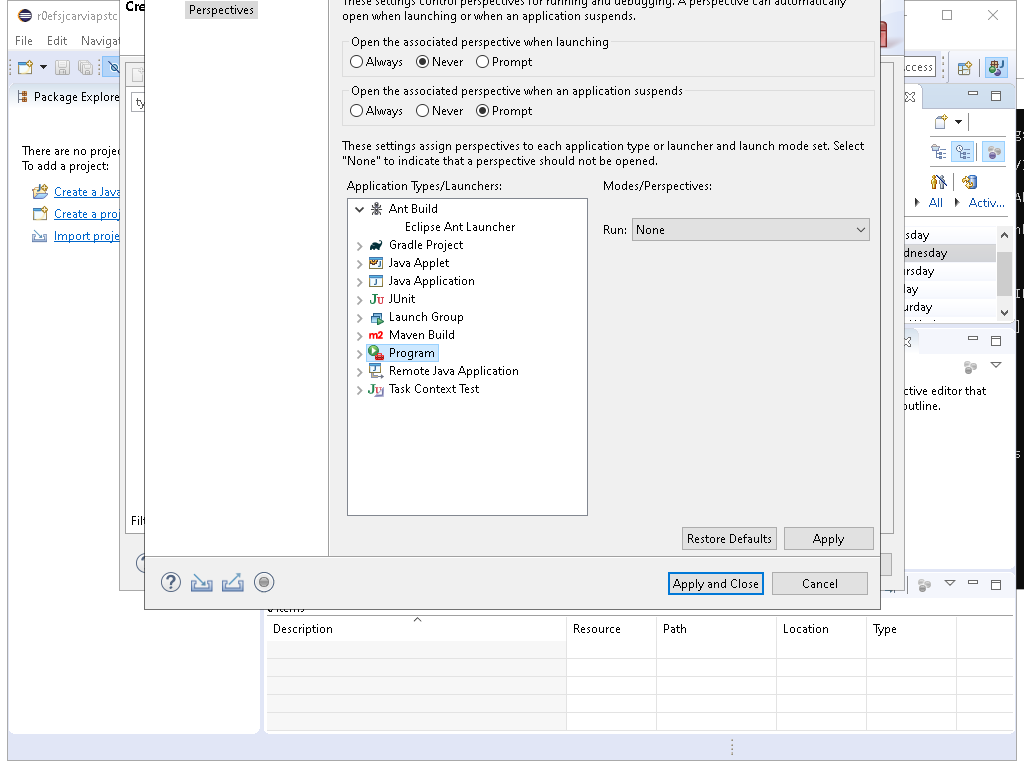 Perspectives
These settings control perspectives for running and debugging. A perspective can automatically
open when launching or when an application suspends.
Open the associated perspective when launching
Always
Never
Prompt
Open the associated perspective when an application suspends
Always
Never
Prompt
These settings assign perspectives to each application type or launcher and launch mode set. Select
"None" to indicate that a perspective should not be opened.
Application Types/Launchers:
Modes/Perspectives:
Ant Build
Eclipse Ant Launcher
Gradle Project
Java Applet
Java Application
JUnit
Launch Group
Maven Build
Program
Remote Java Application
Task Context Test
Run:
None
Restore Defaults
Apply
Apply and Close
Cancel
r0efsjcarviapstc
File Edit Navigat
Package Explore
There are no projec
To add a project:
Create a Java
Create a proj
Import proje
Cre
ty
Filt
ccess
All
Activ...
sday
dnesday
ursday
day
urday
ctive editor that
outline.
items
Description
Resource
Path
Location
Type